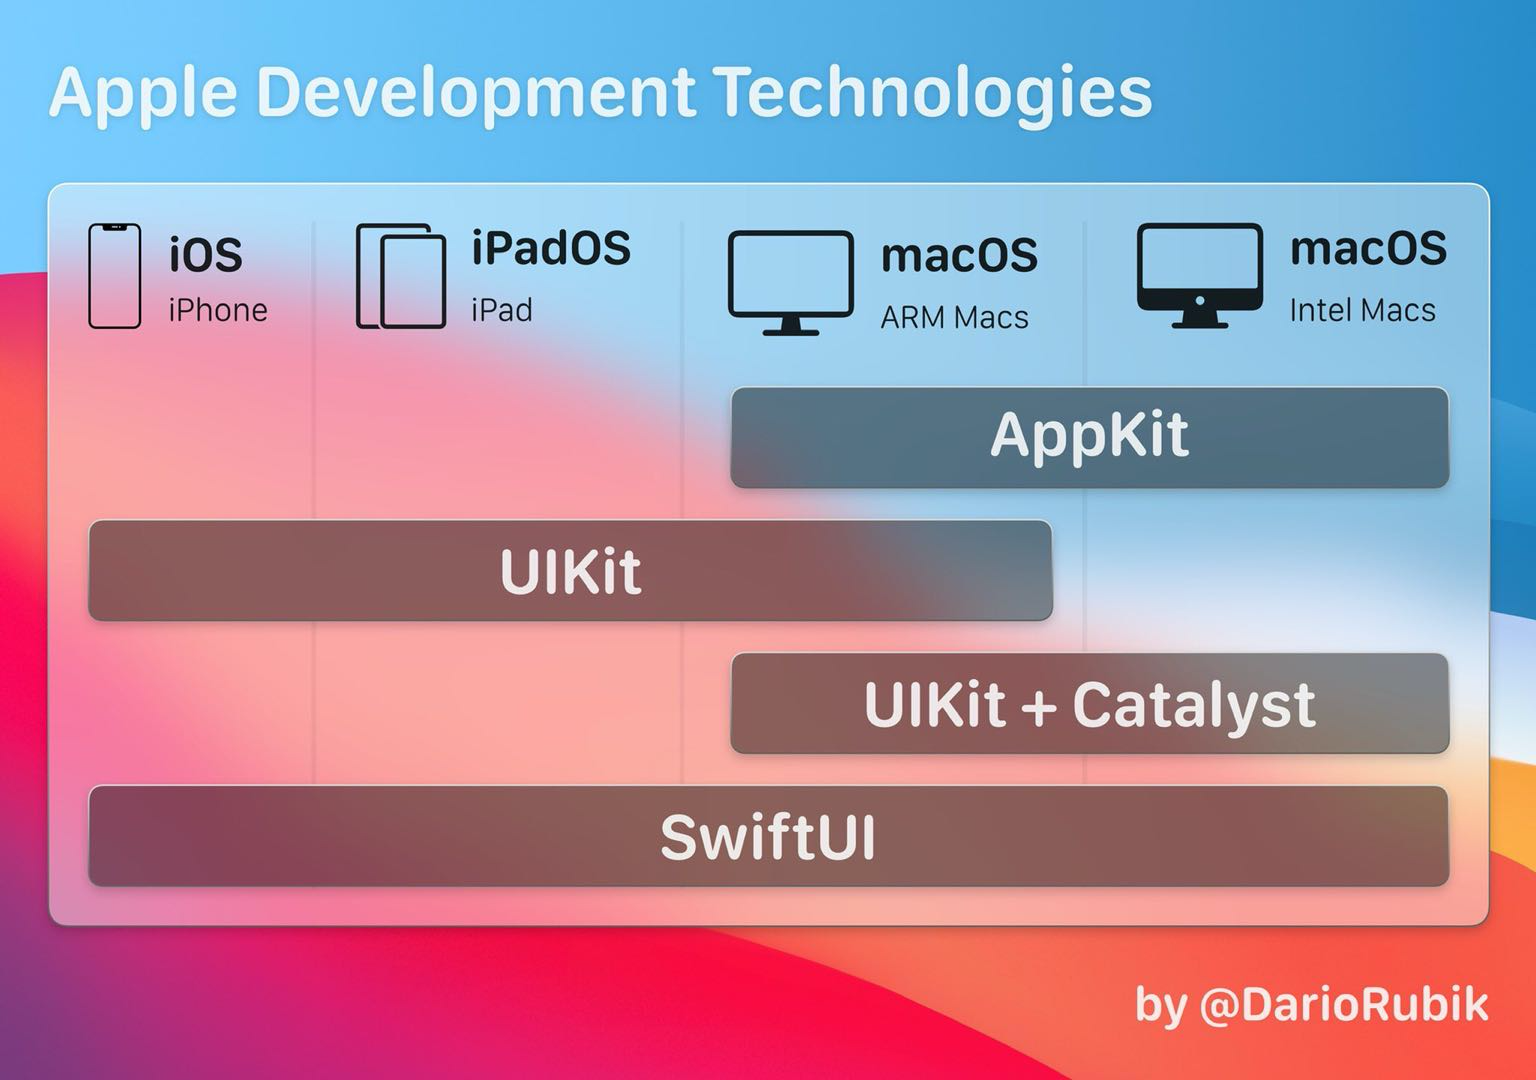 Apple Development Technologies
iOS
iPhone
iPadOS
iPad
macOS
ARM Macs
macOS
Intel Macs
AppKit
UIKit
UIKit + Catalyst
SwiftUI
by @DarioRubik